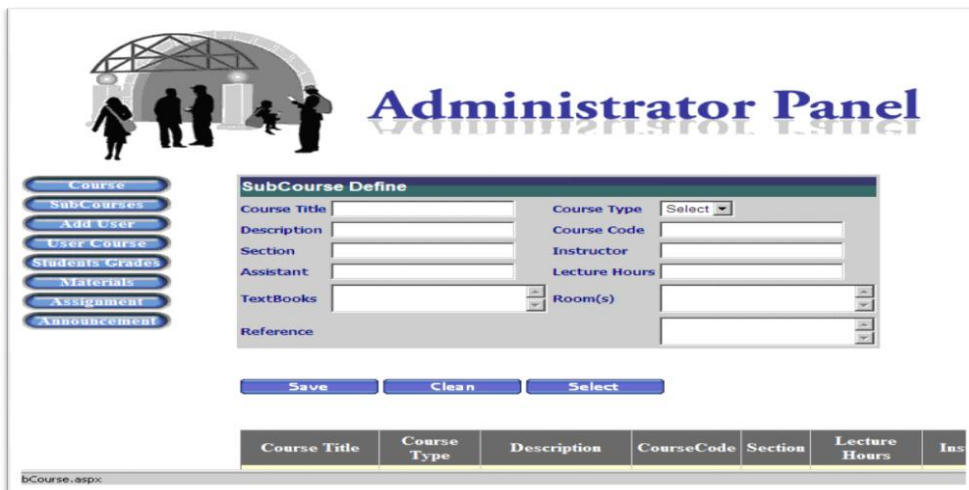 Administrator Panel
Course
SubCourses
Add User
User Course
Students Grades
Materials
Assignment
Announcement
SubCourse Define
Course Title Course Type Select
Description Course Code
Section Instructor
Assistant Lecture Hours
TextBooks Room(s)
Reference
Save Clean Select
Course Title Course Type Description CourseCode Section Lecture Hours Ins
bCourse.aspx